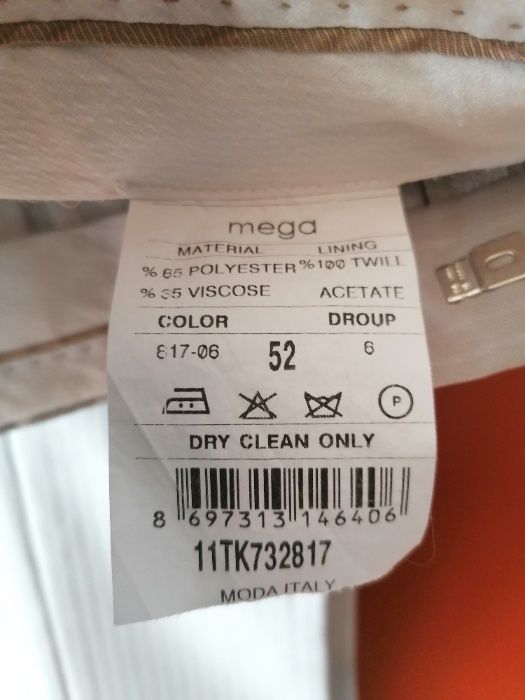 mega
MATERIAL LINING
% 65 POLYESTER %100 TWILL
% 35 VISCOSE ACETATE
COLOR DROUP
817-06 52 6
P
DRY CLEAN ONLY
8 697313 146406
11TK732817
MODA ITALY